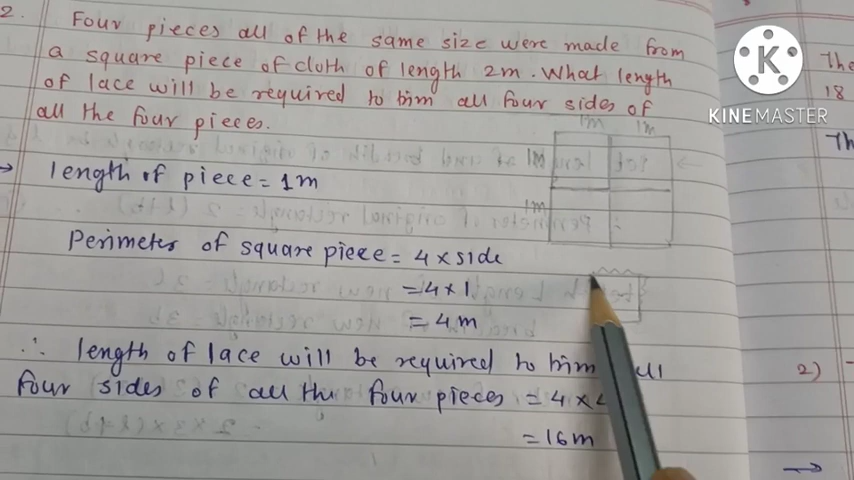 2. Four pieces all of the same size were made from
a square piece of cloth of length 2m. What length
of lace will be required to trim all four sides of
all the four pieces.
1m 1m
1m
1m
→ length of piece = 1m
Perimeter of square piece = 4 × side
= 4 × 1
= 4 m
∴ length of lace will be required to trim
four sides of all the four pieces = 4 ×
= 16m
K
KINEMASTER
The
18
Th
2)
→